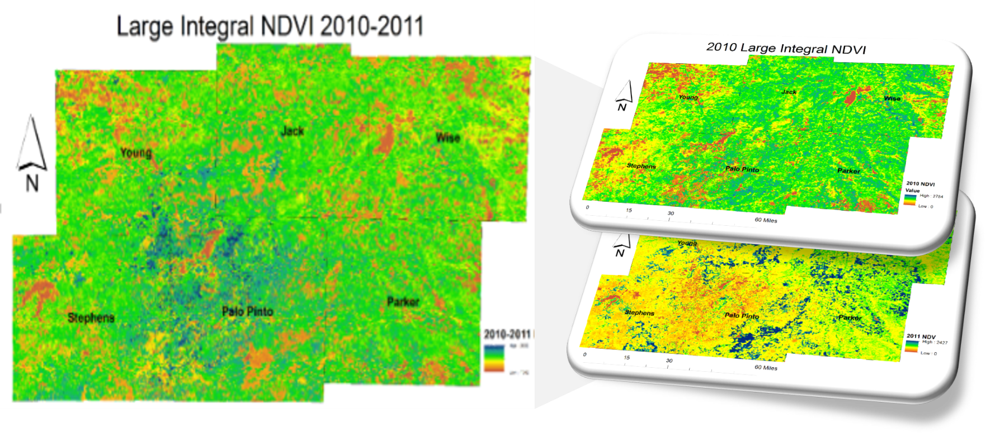 Large Integral NDVI 2010-2011
Jack
Wise
Young
N
Stephens
Palo Pinto
Parker
2010-2011
2010 Large Integral NDVI
Jack
Young
Wise
N
Stephens
Palo Pinto
Parker
2010 NDVI
Value
High : 2784
Low : 0
0 15 30 60 Miles
Young
N
Stephens
Palo Pinto
Parker
2011 NDV
High : 2427
Low : 0
0 15 30 60 Miles